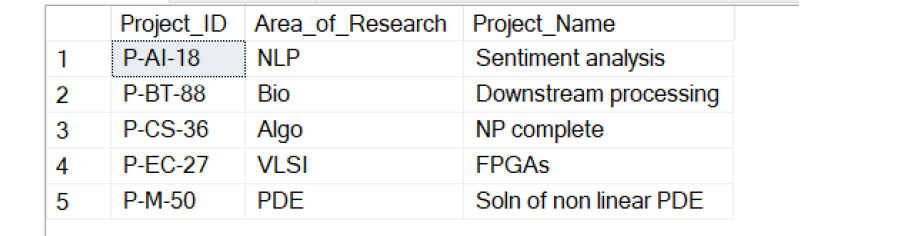 Project_ID Area_of_Research Project_Name
1 P-AI-18 NLP Sentiment analysis
2 P-BT-88 Bio Downstream processing
3 P-CS-36 Algo NP complete
4 P-EC-27 VLSI FPGAs
5 P-M-50 PDE Soln of non linear PDE